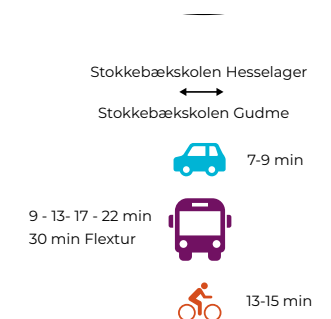 Stokkebækskolen Hesselager
Stokkebækskolen Gudme
7-9 min
9 - 13- 17 - 22 min
30 min Flextur
13-15 min